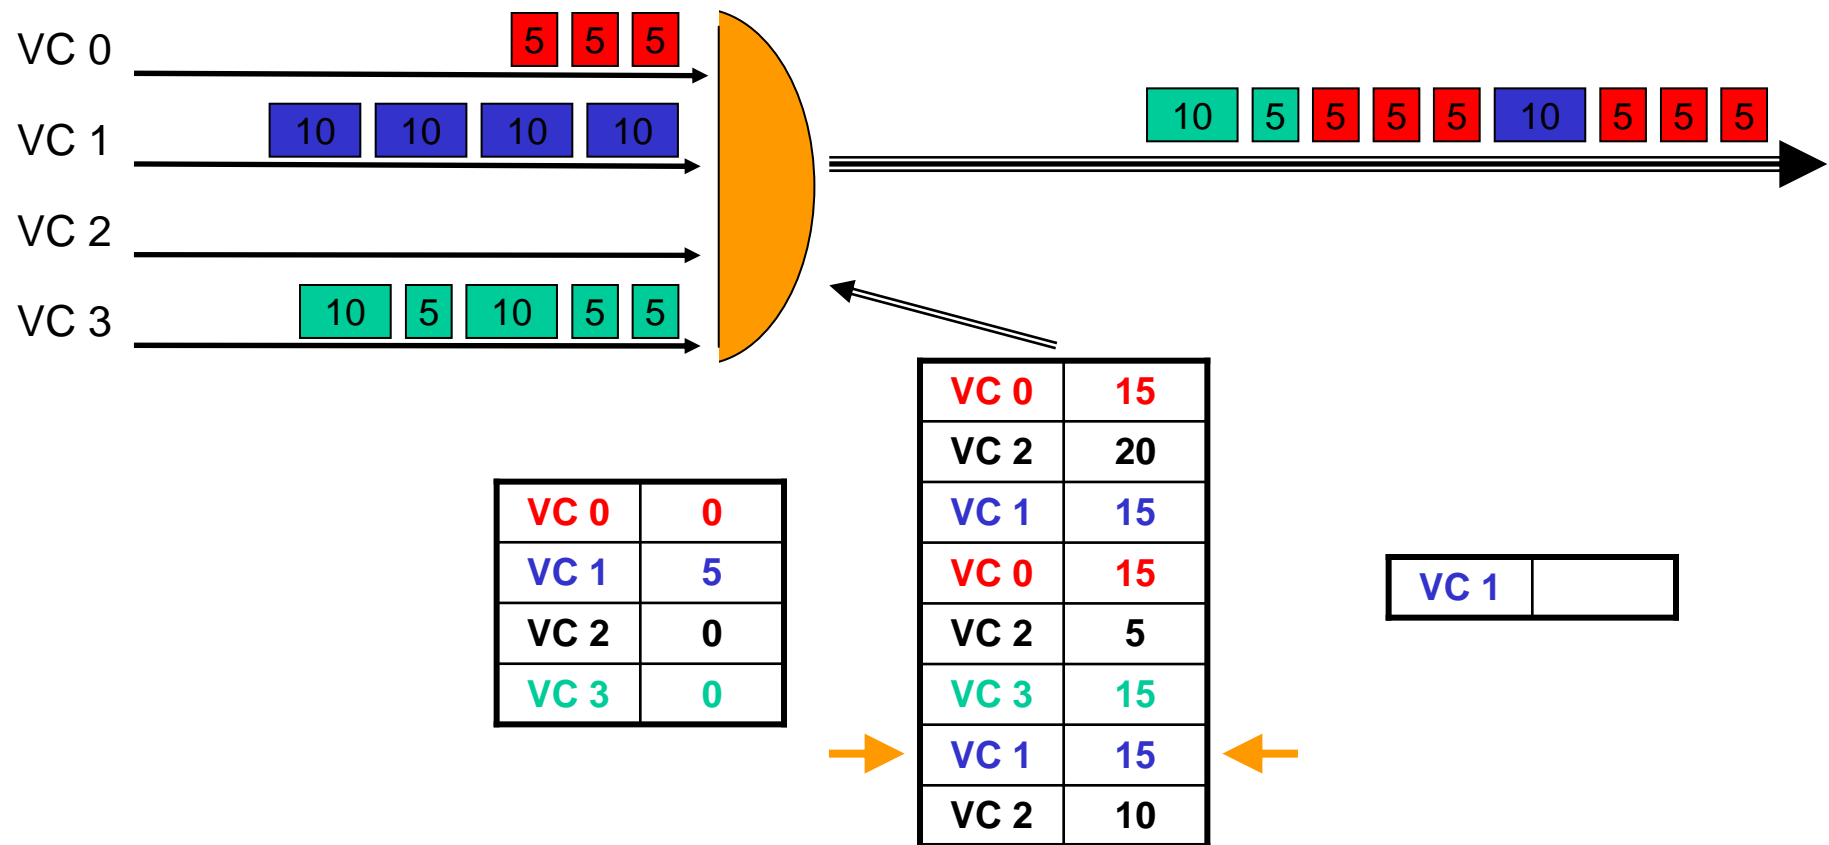 VC 0
5 5 5
VC 1
10 10 10 10
VC 2
VC 3
10 5 10 5 5
10 5 5 5 5 10 5 5 5
VC 0 15
VC 2 20
VC 1 15
VC 0 15
VC 2 5
VC 3 15
VC 1 15
VC 2 10
VC 0 0
VC 1 5
VC 2 0
VC 3 0
VC 1